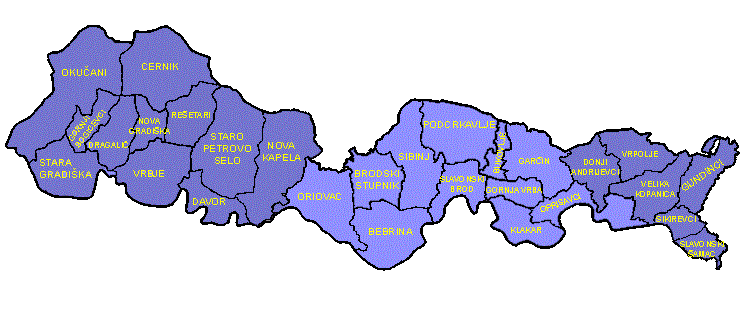 OKUČANI
CERNIK
GORNJI
BOGIĆEVCI
DRAGALIĆ
NOVA
GRADIŠKA
REŠETARI
STARO
PETROVO
SELO
NOVA
KAPELA
STARA
GRADIŠKA
VRBJE
DAVOR
ORIOVAC
BRODSKI
STUPNIK
SIBINJ
BEBRINA
PODCRKAVLJE
SLAVONSKI
BROD
BUKOVLJE
GARČIN
GORNJA VRBA
KLAKAR
OPRISAVCI
DONJI
ANDRIJEVCI
VRPOLJE
VELIKA
KOPANICA
GUNDINCI
SIKIREVCI
SLAVONSKI
ŠAMAC